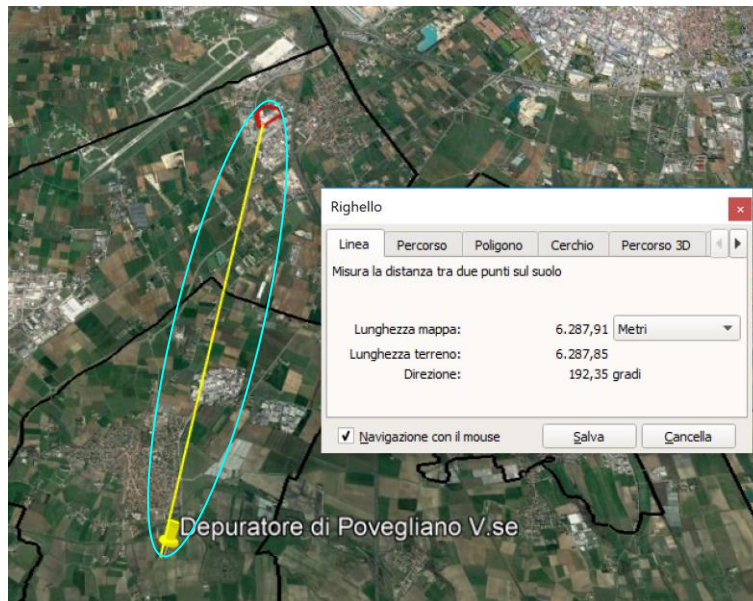 Righello
Linea Percorso Poligono Cerchio Percorso 3D
Misura la distanza tra due punti sul suolo
Lunghezza mappa: 6.287,91 Metri
Lunghezza terreno: 6.287,85
Direzione: 192,35 gradi
Navigazione con il mouse Salva Cancella
Depuratore di Povegliano V.se